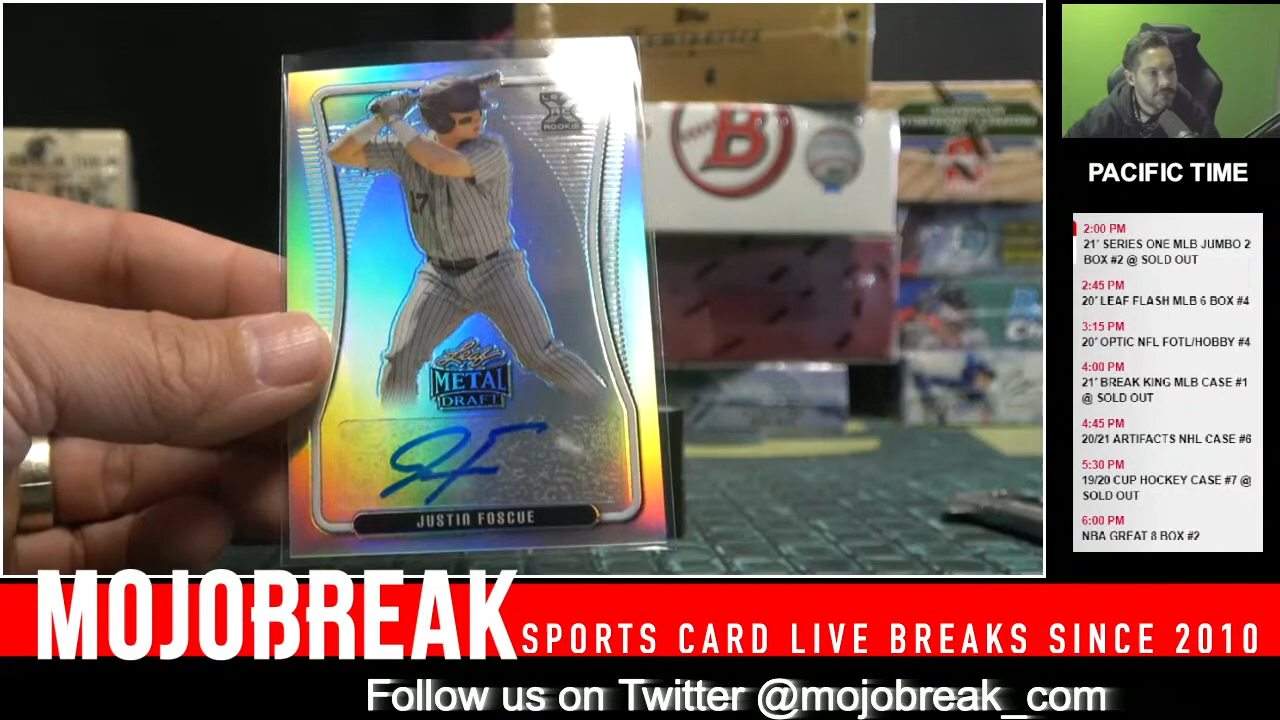 LEAF
ROOKIE
17
Leaf
METAL
DRAFT
JUSTIN FOSCUE
B
PACIFIC TIME
2:00 PM
21' SERIES ONE MLB JUMBO 2
BOX #2 @ SOLD OUT
2:45 PM
20' LEAF FLASH MLB 6 BOX #4
3:15 PM
20' OPTIC NFL FOTL/HOBBY #4
4:00 PM
21' BREAK KING MLB CASE #1
@ SOLD OUT
4:45 PM
20/21 ARTIFACTS NHL CASE #6
5:30 PM
19/20 CUP HOCKEY CASE #7 @
SOLD OUT
6:00 PM
NBA GREAT 8 BOX #2
MOJOBREAK
SPORTS CARD LIVE BREAKS SINCE 2010
Follow us on Twitter @mojobreak_com